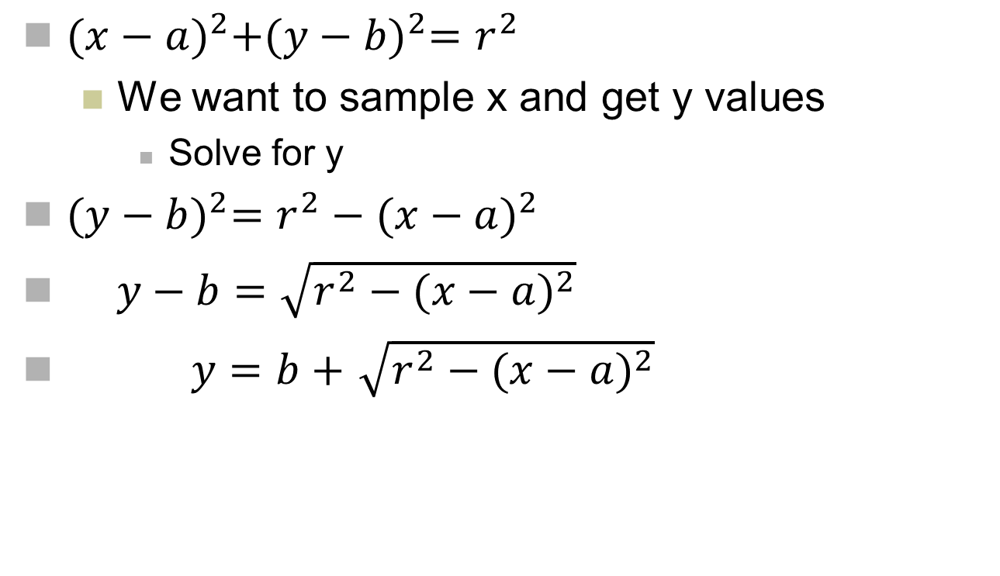 (x − a)²+(y − b)²= r²
We want to sample x and get y values
Solve for y
(y − b)²= r² − (x − a)²
y − b = √(r² − (x − a)²)
y = b + √(r² − (x − a)²)